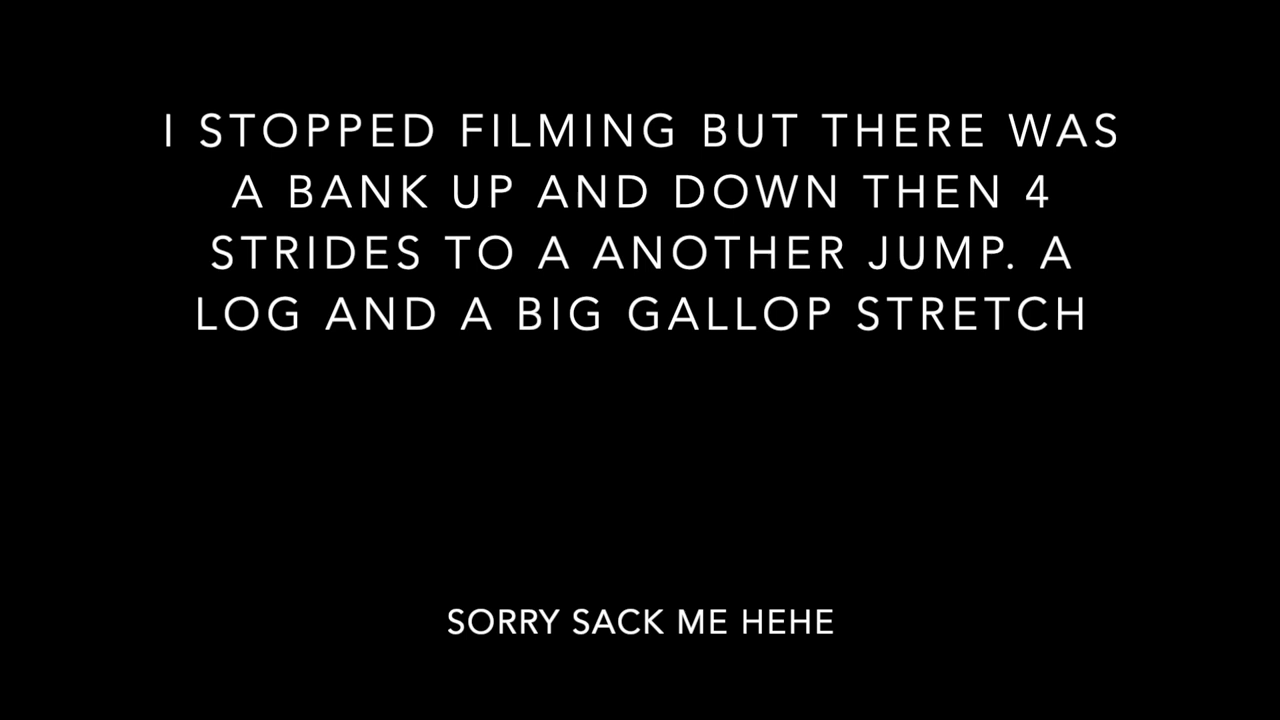 I STOPPED FILMING BUT THERE WAS
A BANK UP AND DOWN THEN 4
STRIDES TO A ANOTHER JUMP. A
LOG AND A BIG GALLOP STRETCH
SORRY SACK ME HEHE